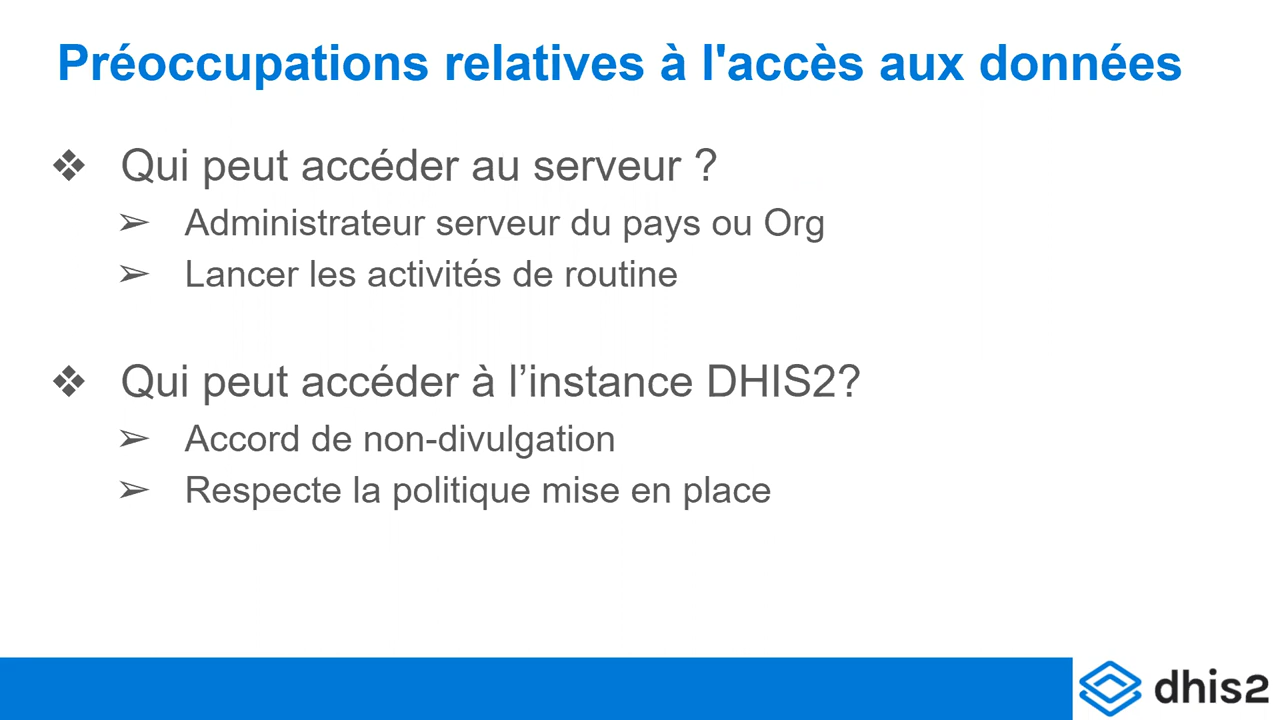 Préoccupations relatives à l'accès aux données
❖ Qui peut accéder au serveur ?
➢ Administrateur serveur du pays ou Org
➢ Lancer les activités de routine
❖ Qui peut accéder à l’instance DHIS2?
➢ Accord de non-divulgation
➢ Respecte la politique mise en place
dhis2